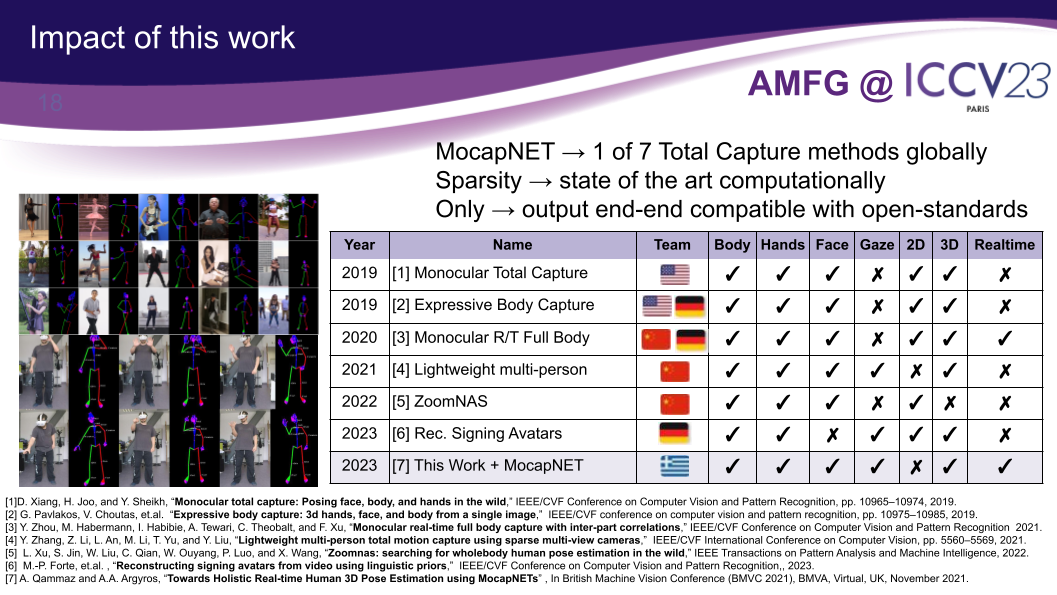 Impact of this work
18
AMFG @ ICCV23
PARIS
MocapNET → 1 of 7 Total Capture methods globally
Sparsity → state of the art computationally
Only → output end-end compatible with open-standards
Year Name Team Body Hands Face Gaze 2D 3D Realtime
2019 [1] Monocular Total Capture ✓ ✓ ✓ ✗ ✓ ✓ ✗
2019 [2] Expressive Body Capture ✓ ✓ ✓ ✗ ✓ ✓ ✗
2020 [3] Monocular R/T Full Body ✓ ✓ ✓ ✗ ✓ ✓ ✓
2021 [4] Lightweight multi-person ✓ ✓ ✓ ✓ ✗ ✓ ✗
2022 [5] ZoomNAS ✓ ✓ ✓ ✗ ✓ ✗ ✗
2023 [6] Rec. Signing Avatars ✓ ✓ ✗ ✓ ✓ ✓ ✗
2023 [7] This Work + MocapNET ✓ ✓ ✓ ✓ ✗ ✓ ✓
[1]D. Xiang, H. Joo, and Y. Sheikh, “Monocular total capture: Posing face, body, and hands in the wild,” IEEE/CVF Conference on Computer Vision and Pattern Recognition, pp. 10965–10974, 2019.
[2] G. Pavlakos, V. Choutas, et.al. “Expressive body capture: 3d hands, face, and body from a single image,” IEEE/CVF conference on computer vision and pattern recognition, pp. 10975–10985, 2019.
[3] Y. Zhou, M. Habermann, I. Habibie, A. Tewari, C. Theobalt, and F. Xu, “Monocular real-time full body capture with inter-part correlations,” IEEE/CVF Conference on Computer Vision and Pattern Recognition 2021.
[4] Y. Zhang, Z. Li, L. An, M. Li, T. Yu, and Y. Liu, “Lightweight multi-person total motion capture using sparse multi-view cameras,” IEEE/CVF International Conference on Computer Vision, pp. 5560–5569, 2021.
[5] L. Xu, S. Jin, W. Liu, C. Qian, W. Ouyang, P. Luo, and X. Wang, “Zoomnas: searching for wholebody human pose estimation in the wild,” IEEE Transactions on Pattern Analysis and Machine Intelligence, 2022.
[6] M.-P. Forte, et.al. , “Reconstructing signing avatars from video using linguistic priors,” IEEE/CVF Conference on Computer Vision and Pattern Recognition,, 2023.
[7] A. Qammaz and A.A. Argyros, “Towards Holistic Real-time Human 3D Pose Estimation using MocapNETs” , In British Machine Vision Conference (BMVC 2021), BMVA, Virtual, UK, November 2021.